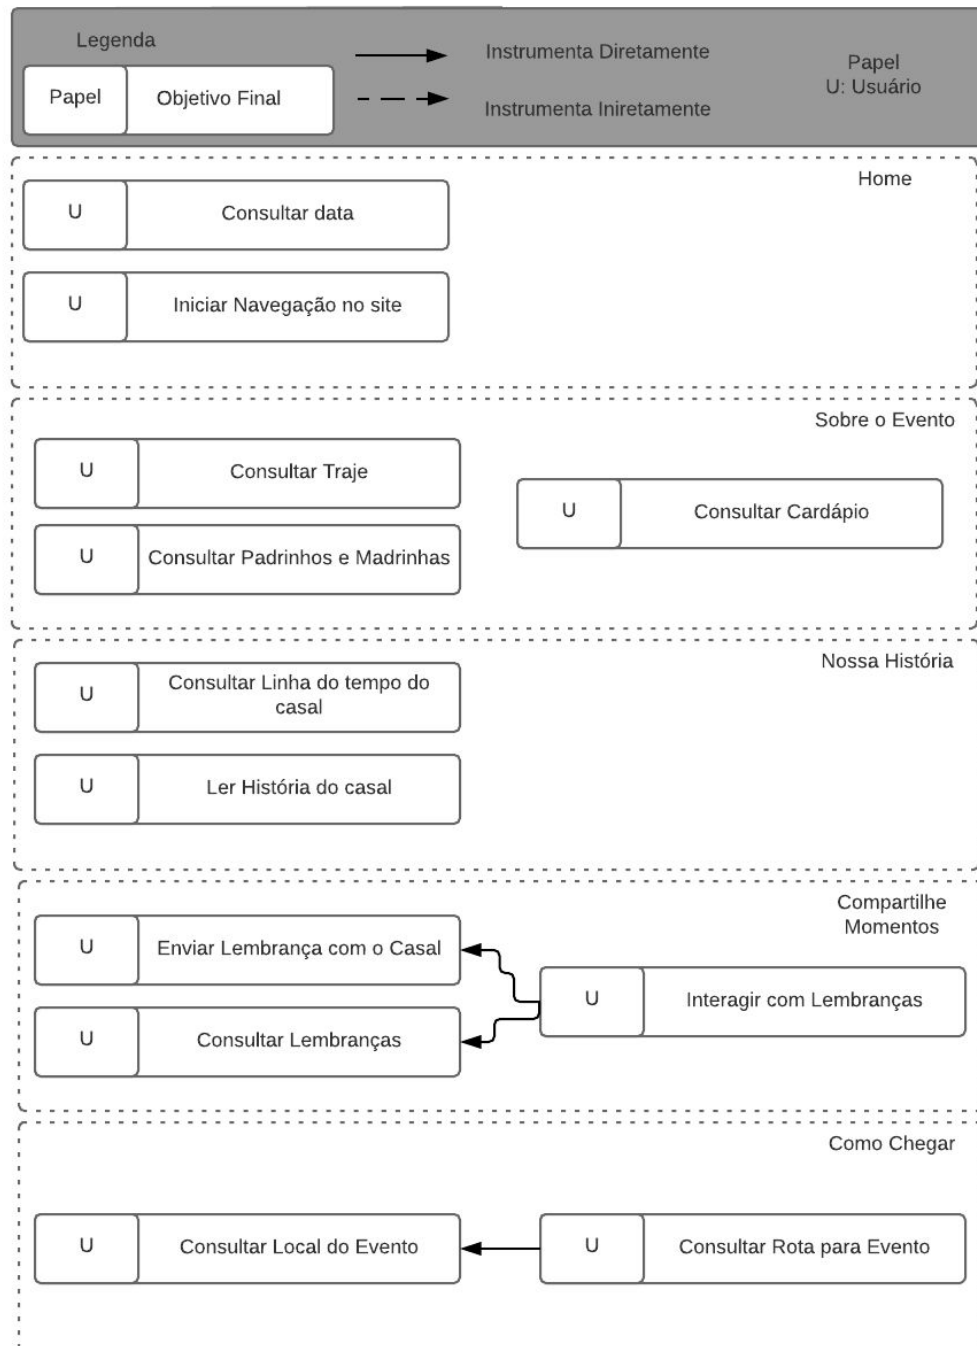 Legenda
Papel
Objetivo Final
Instrumenta Diretamente
Instrumenta Iniretamente
Papel
U: Usuário
Home
U
Consultar data
U
Iniciar Navegação no site
Sobre o Evento
U
Consultar Traje
U
Consultar Cardápio
U
Consultar Padrinhos e Madrinhas
Nossa História
U
Consultar Linha do tempo do
casal
U
Ler História do casal
Compartilhe
Momentos
U
Enviar Lembrança com o Casal
U
Interagir com Lembranças
U
Consultar Lembranças
Como Chegar
U
Consultar Local do Evento
U
Consultar Rota para Evento